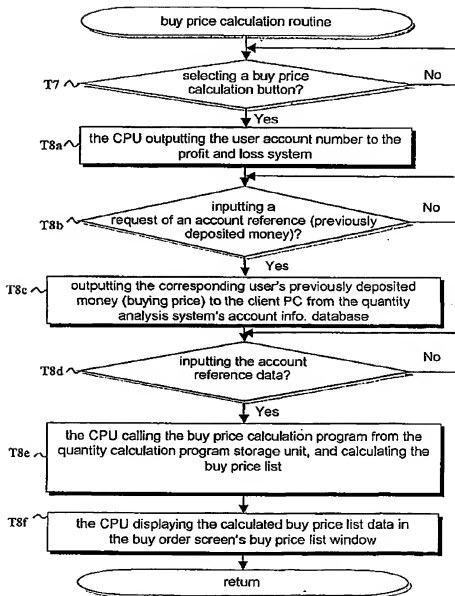 buy price calculation routine
T7
selecting a buy price
calculation button?
No
Yes
T8a
the CPU outputting the user account number to the
profit and loss system
T8b
inputting a
request of an account reference (previously
deposited money)?
No
Yes
T8c
outputting the corresponding user's previously deposited
money (buying price) to the client PC from the quantity
analysis system's account info. database
T8d
inputting the account
reference data?
No
Yes
T8e
the CPU calling the buy price calculation program from the
quantity calculation program storage unit, and calculating the
buy price list
T8f
the CPU displaying the calculated buy price list data in
the buy order screen's buy price list window
return